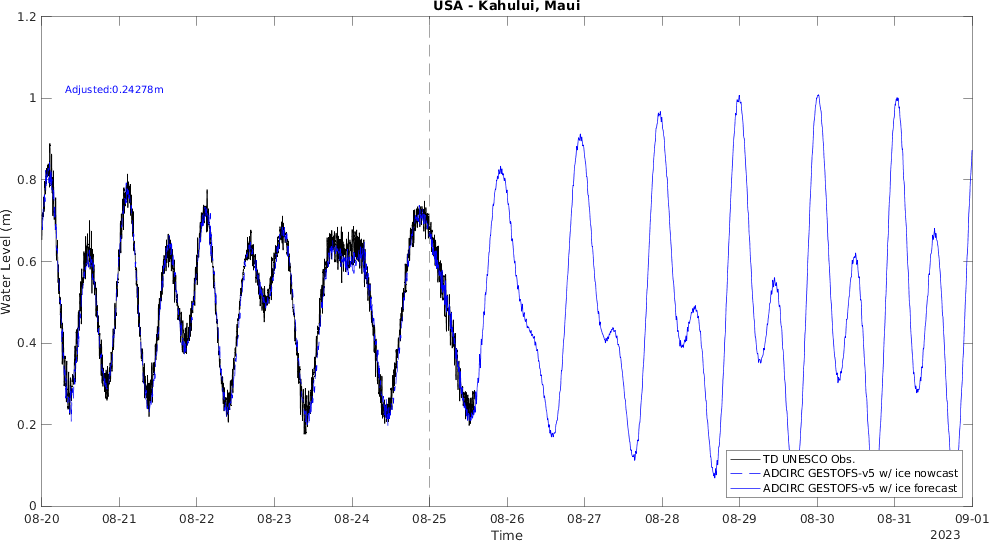 USA - Kahului, Maui
1.2
1
0.8
0.6
0.4
0.2
0
Water Level (m)
Adjusted:0.24278m
TD UNESCO Obs.
ADCIRC GESTOFS-v5 w/ ice nowcast
ADCIRC GESTOFS-v5 w/ ice forecast
08-20 08-21 08-22 08-23 08-24 08-25 08-26 08-27 08-28 08-29 08-30 08-31 09-01
Time
2023